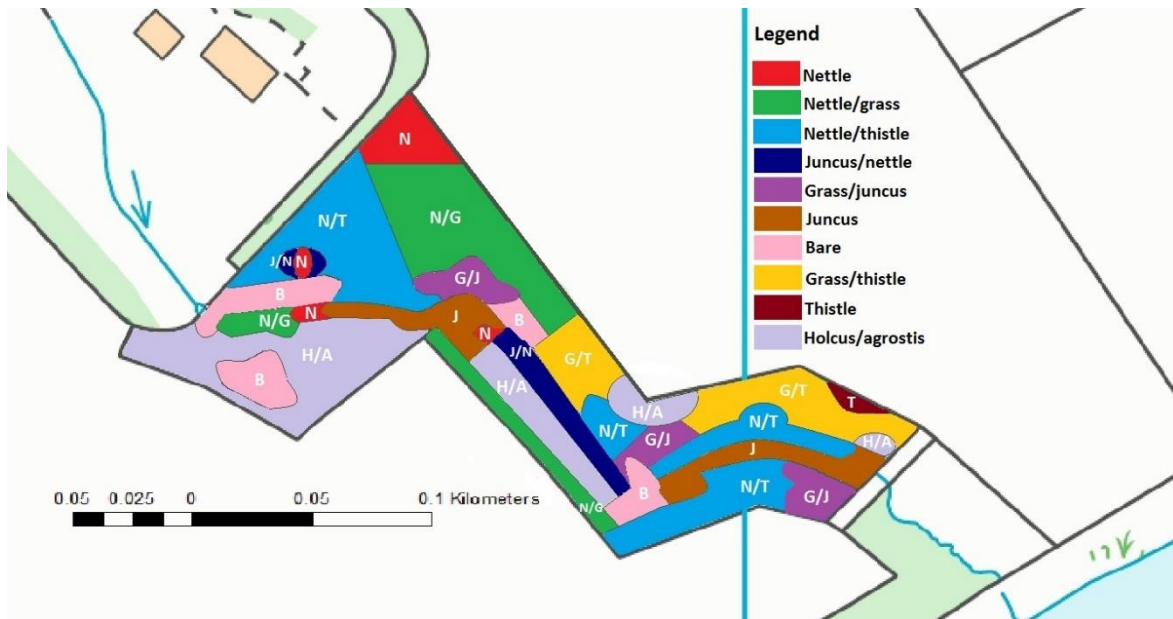 Legend
Nettle
Nettle/grass
Nettle/thistle
Juncus/nettle
Grass/juncus
Juncus
Bare
Grass/thistle
Thistle
Holcus/agrostis
N
N/T
N/G
J/N N
G/J
B
N/G
N
J
B
N
J/N
H/A
G/T
B
H/A
G/T
T
H/A
N/T
N/T
G/J
H/A
J
B
N/T
G/J
N/G
0.05 0.025 0 0.05 0.1 Kilometers